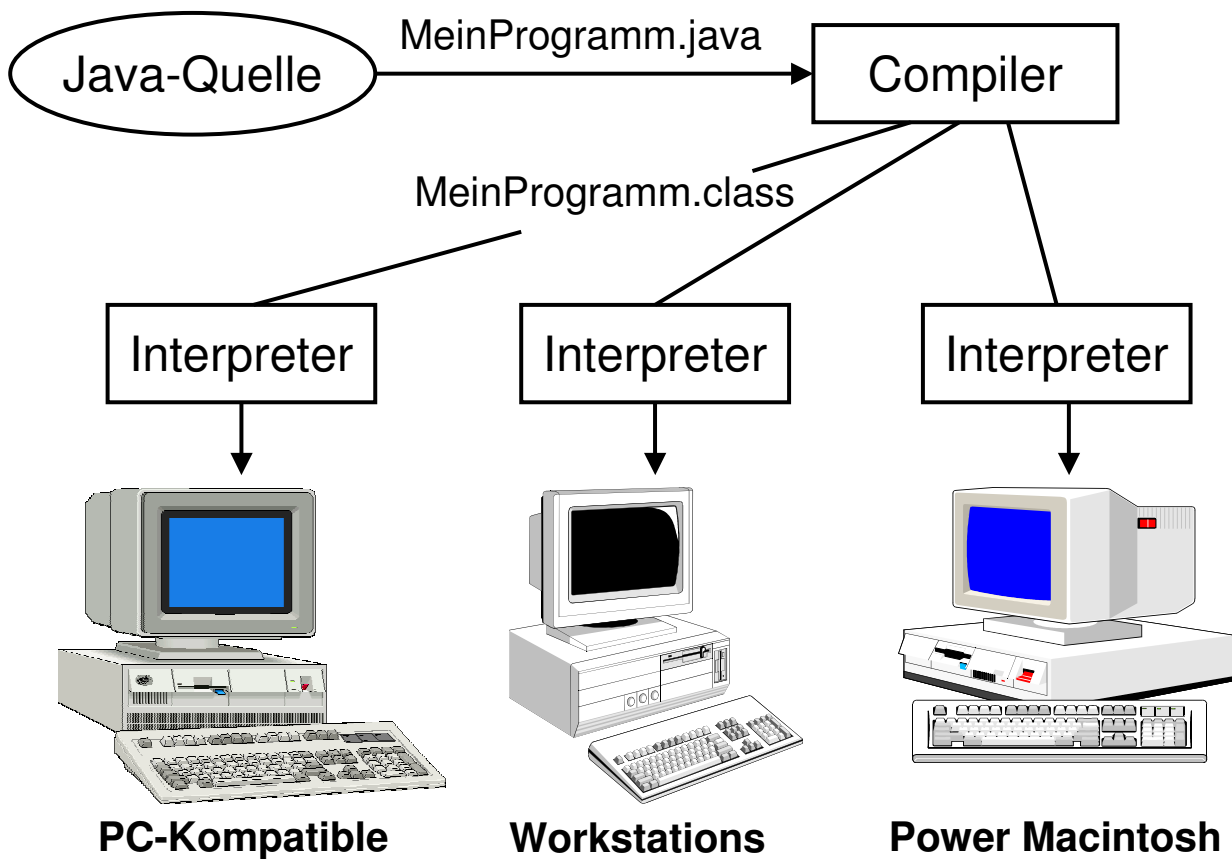 MeinProgramm.java
Java-Quelle
Compiler
MeinProgramm.class
Interpreter
Interpreter
Interpreter
PC-Kompatible
Workstations
Power Macintosh